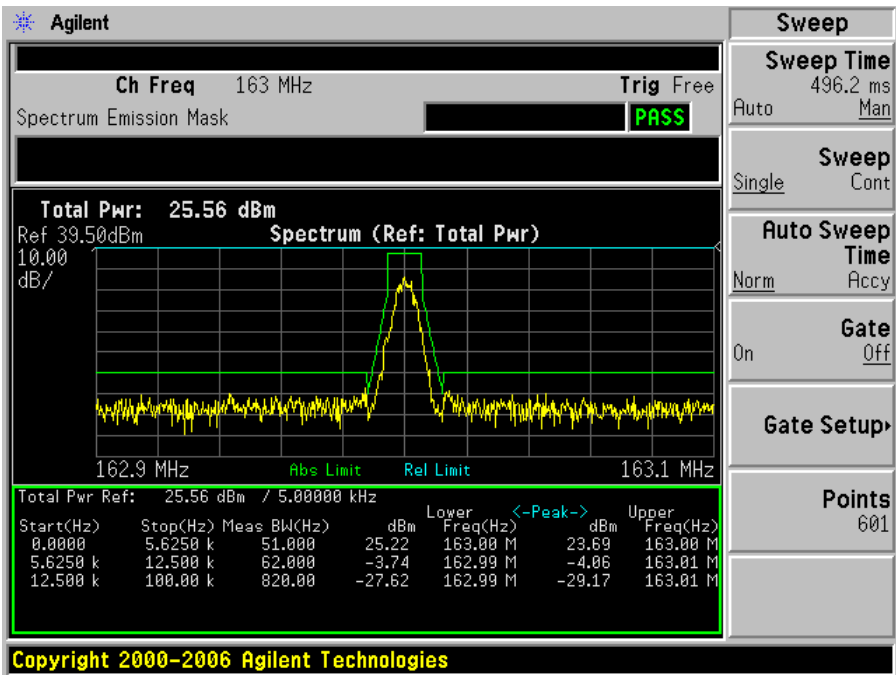 Agilent
Ch Freq 163 MHz Trig Free
Spectrum Emission Mask PASS
Total Pwr: 25.56 dBm
Ref 39.50dBm Spectrum (Ref: Total Pwr)
10.00
dB/
162.9 MHz Abs Limit Rel Limit 163.1 MHz
Total Pwr Ref: 25.56 dBm / 5.00000 kHz
Lower <-Peak-> Upper
Start(Hz) Stop(Hz) Meas BW(Hz) dBm Freq(Hz) dBm Freq(Hz)
0.0000 5.6250 k 51.000 25.22 163.00 M 23.69 163.00 M
5.6250 k 12.500 k 62.000 -3.74 162.99 M -4.06 163.01 M
12.500 k 100.00 k 820.00 -27.62 162.99 M -29.17 163.01 M
Copyright 2000-2006 Agilent Technologies
Sweep
Sweep Time
496.2 ms
Auto Man
Sweep
Single Cont
Auto Sweep
Time
Norm Accy
Gate
On Off
Gate Setup
Points
601